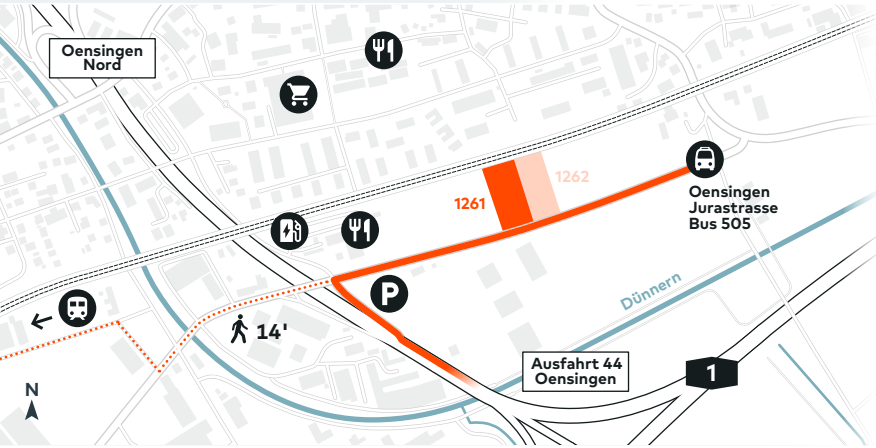 Oensingen
Nord
1262
1261
Oensingen
Jurastrasse
Bus 505
P
Dünnern
14'
Ausfahrt 44
Oensingen
1
N